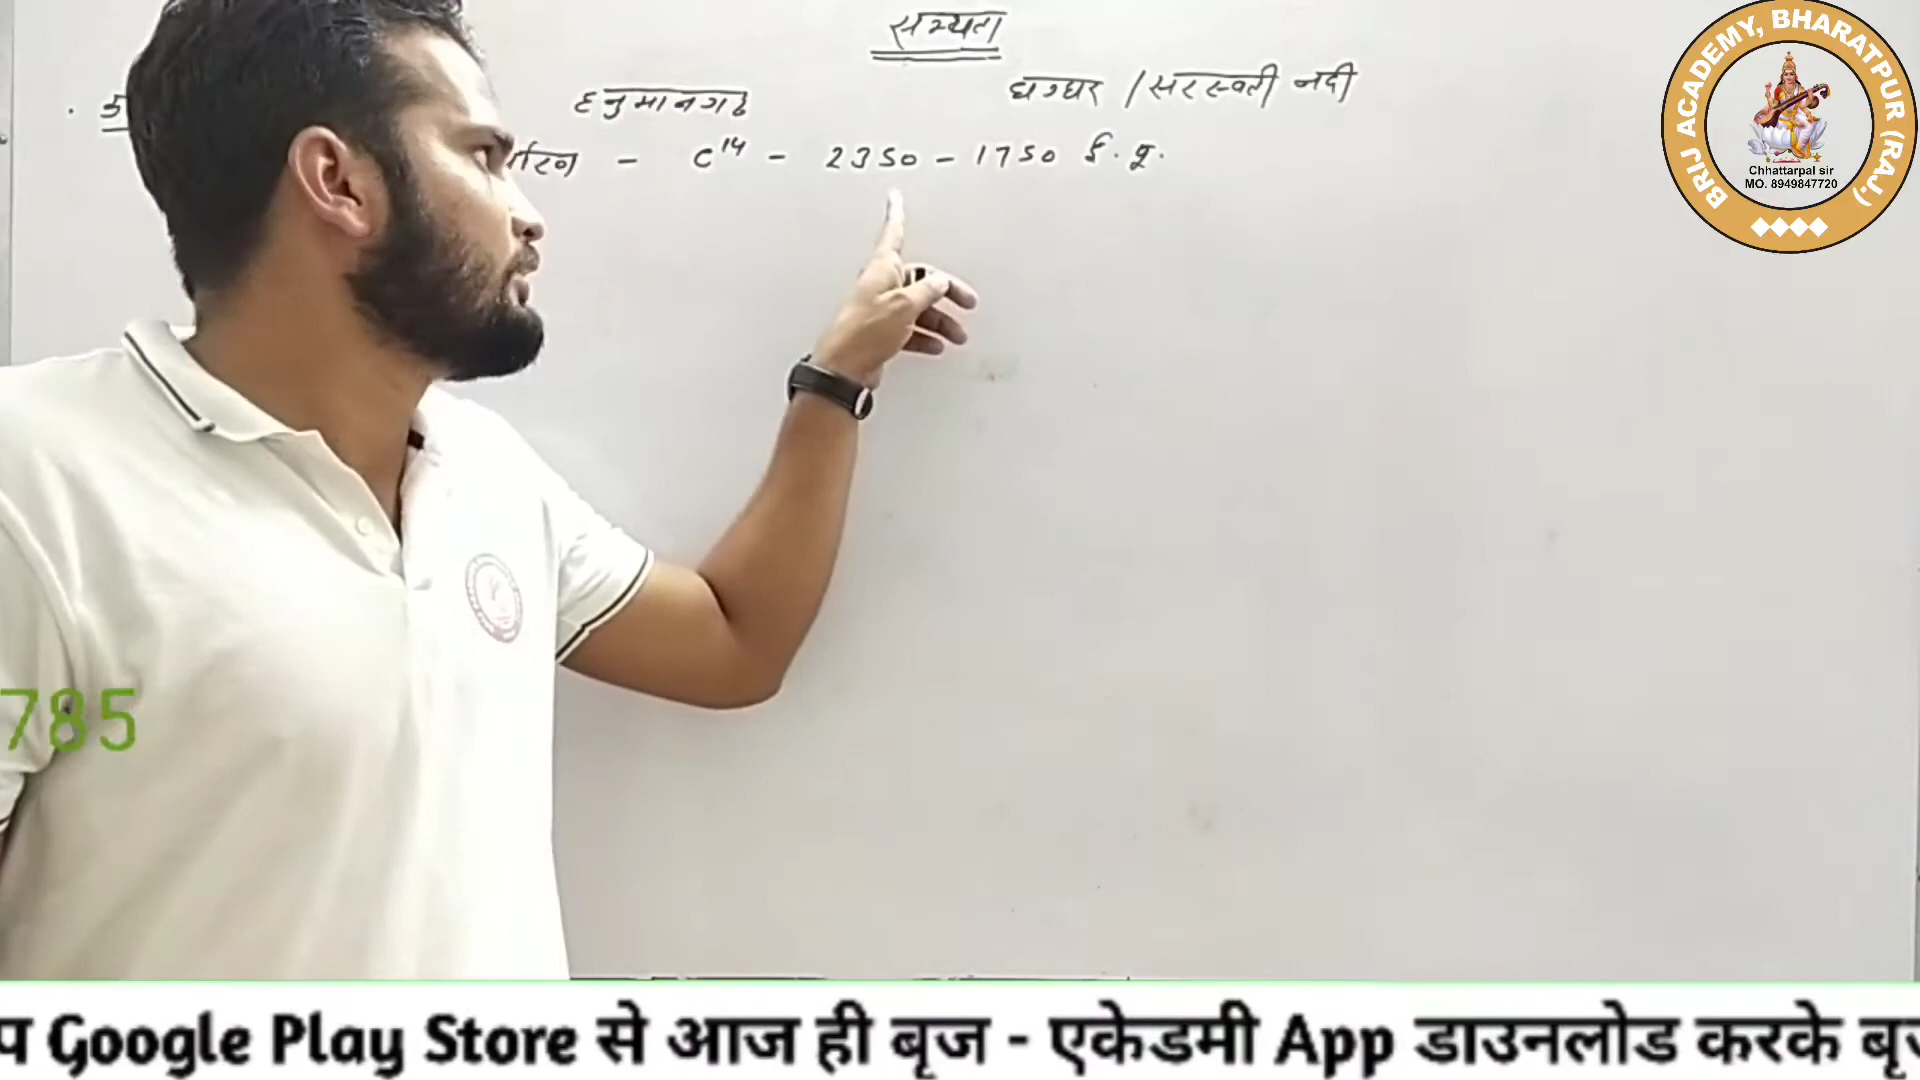 सभ्यता
हनुमानगढ घग्घर / सरस्वती नदी
- C14 - 2350 - 1750 ई. पू.
BRIJ ACADEMY, BHARATPUR (RAJ.)
Chhattarpal sir
MO. 8949847720
785
प Google Play Store से आज ही बृज - एकेडमी App डाउनलोड करके बृज